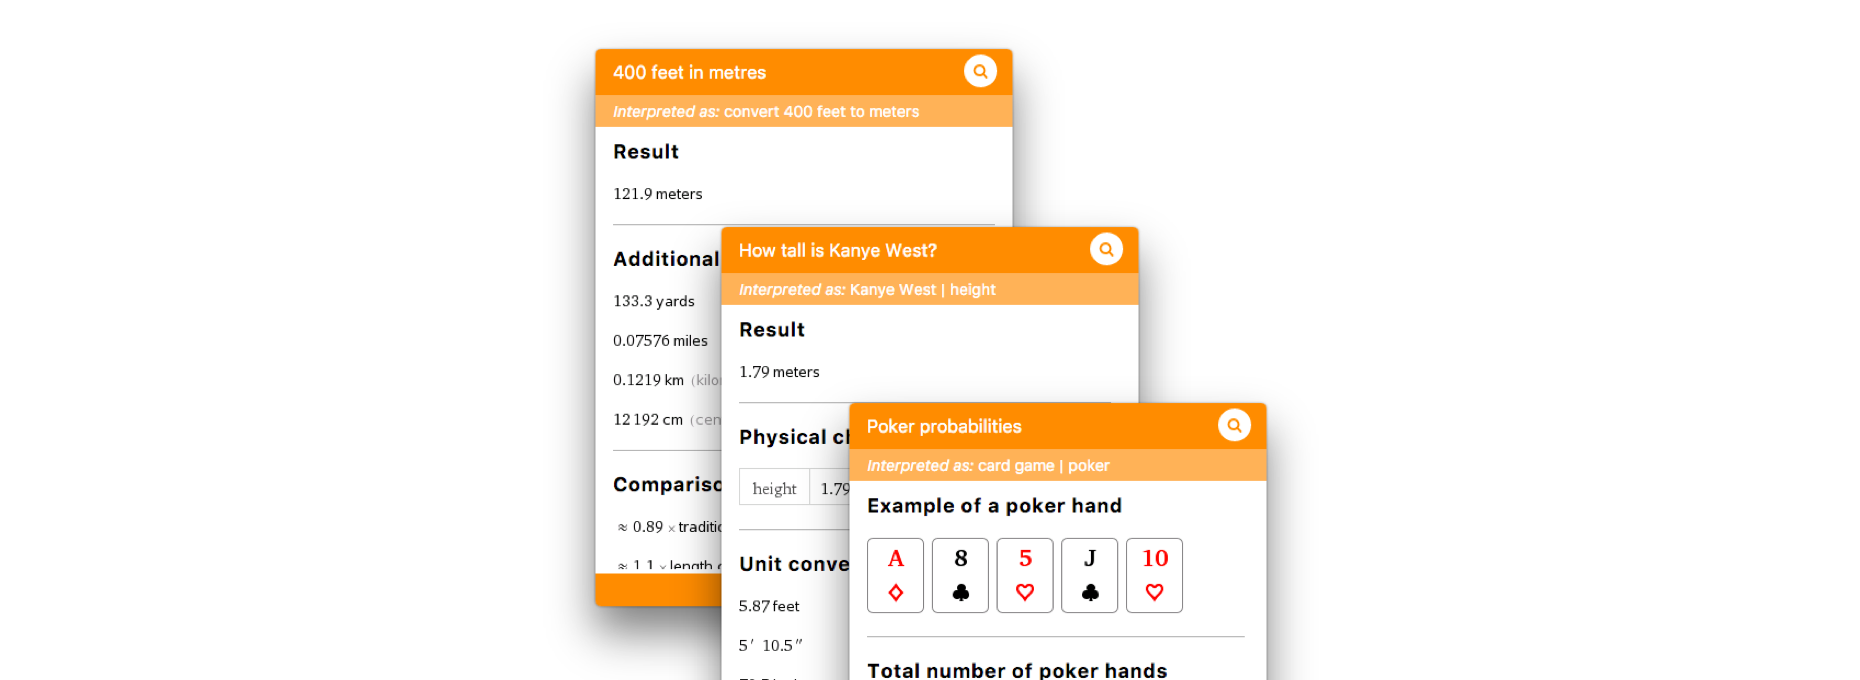 400 feet in metres
Interpreted as: convert 400 feet to meters
Result
121.9 meters
Additional
133.3 yards
0.07576 miles
0.1219 km (kilo
12 192 cm (cen
Comparis
≈ 0.89 × traditi
≈ 1.1 × length
How tall is Kanye West?
Interpreted as: Kanye West | height
Result
1.79 meters
Physical c
height 1.79
Unit conve
5.87 feet
5′ 10.5″
Poker probabilities
Interpreted as: card game | poker
Example of a poker hand
A 8 5 J 10
♢ ♣ ♡ ♣ ♡
Total number of poker hands